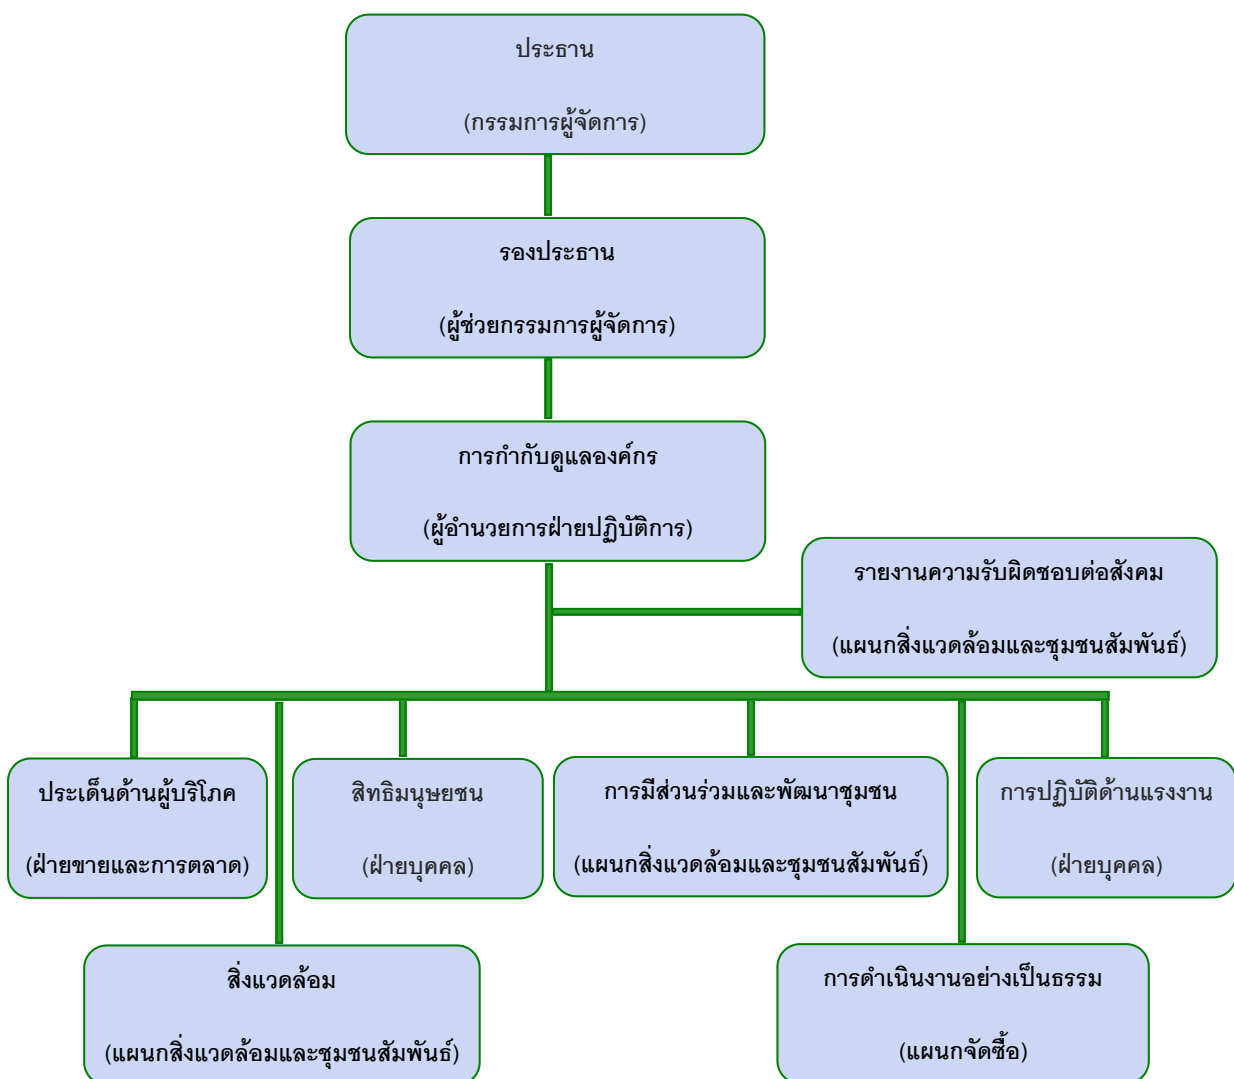 ประธาน
(กรรมการผู้จัดการ)
รองประธาน
(ผู้ช่วยกรรมการผู้จัดการ)
การกำกับดูแลองค์กร
(ผู้อำนวยการฝ่ายปฏิบัติการ)
รายงานความรับผิดชอบต่อสังคม
(แผนกสิ่งแวดล้อมและชุมชนสัมพันธ์)
ประเด็นด้านผู้บริโภค
(ฝ่ายขายและการตลาด)
สิทธิมนุษยชน
(ฝ่ายบุคคล)
การมีส่วนร่วมและพัฒนาชุมชน
(แผนกสิ่งแวดล้อมและชุมชนสัมพันธ์)
การปฏิบัติด้านแรงงาน
(ฝ่ายบุคคล)
สิ่งแวดล้อม
(แผนกสิ่งแวดล้อมและชุมชนสัมพันธ์)
การดำเนินงานอย่างเป็นธรรม
(แผนกจัดซื้อ)